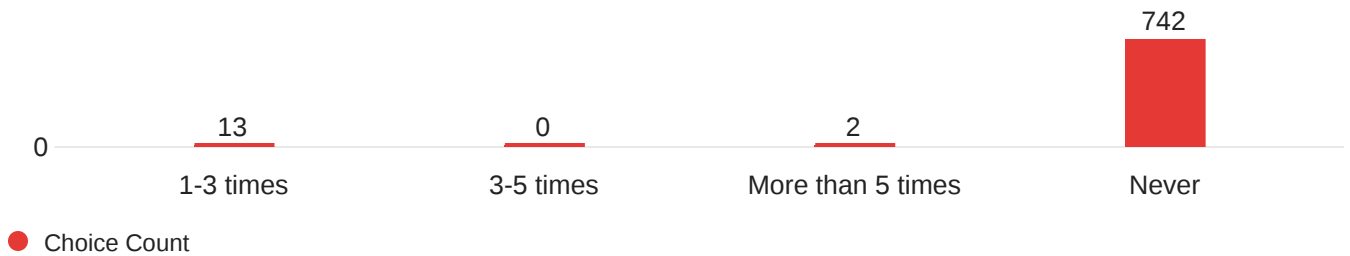 742
13
0
2
0
1-3 times
3-5 times
More than 5 times
Never
Choice Count